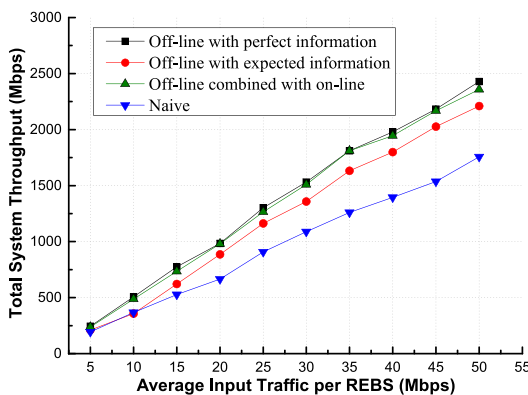 3000
2500
2000
1500
1000
500
0
Total System Throughput (Mbps)
Off-line with perfect information
Off-line with expected information
Off-line combined with on-line
Naive
5 10 15 20 25 30 35 40 45 50 55
Average Input Traffic per REBS (Mbps)